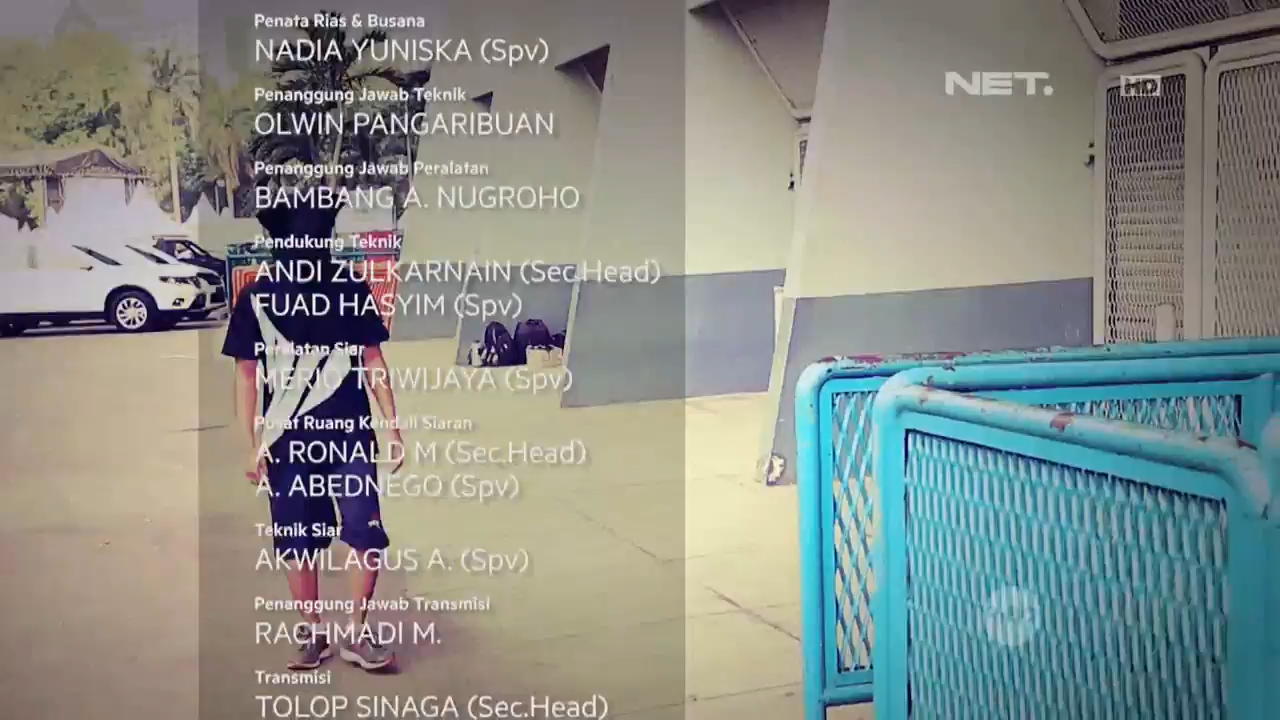 Penata Rias & Busana
NADIA YUNISKA (Spv)
NET.
HD
Penanggung Jawab Teknik
OLWIN PANGARIBUAN
Penanggung Jawab Peralatan
BAMBANG A. NUGROHO
Pendukung Teknik
ANDI ZULKARNAIN (Sec.Head)
FUAD HASYIM (Spv)
Peralatan Siar
MERIO TRIWIJAYA (Spv)
Pusat Ruang Kendali Siaran
A. RONALD M (Sec.Head)
A. ABEDNEGO (Spv)
Teknik Siar
AKWILAGUS A. (Spv)
Penanggung Jawab Transmisi
RACHMADI M.
Transmisi
TOLOP SINAGA (Sec.Head)